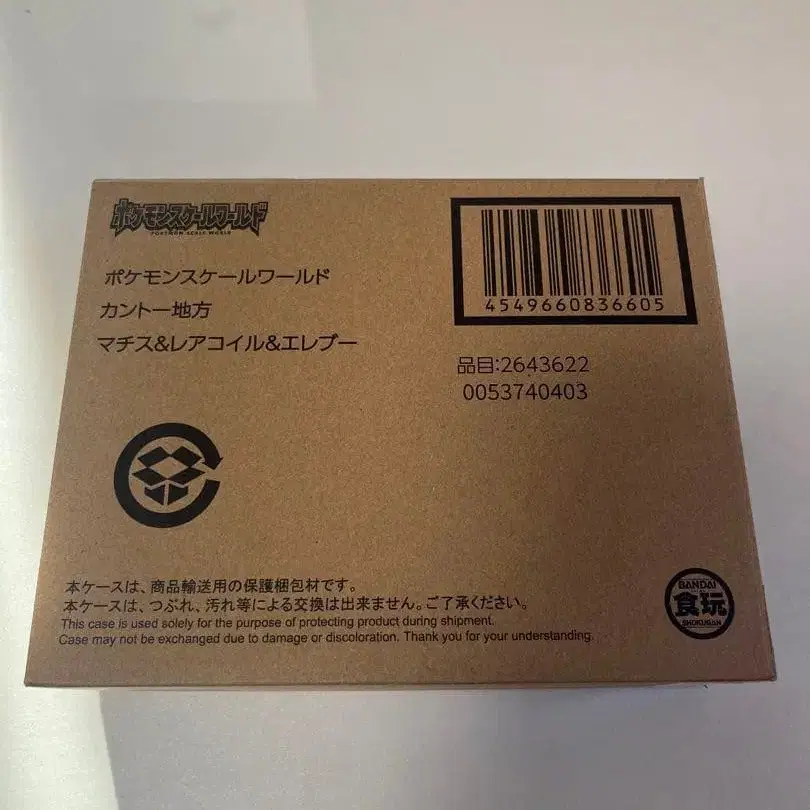 ポケモンスケールワールド
POKÉMON SCALE WORLD
ポケモンスケールワールド
カントー地方
マチス&レアコイル&エレブー
4549660836605
品目:2643622
0053740403
本ケースは、商品輸送用の保護梱包材です。
本ケースは、つぶれ、汚れ等による交換は出来ません。ご了承ください。
This case is used solely for the purpose of protecting product during shipment.
Case may not be exchanged due to damage or discoloration. Thank you for your understanding.
BANDAI
食玩
SHOKUGAN